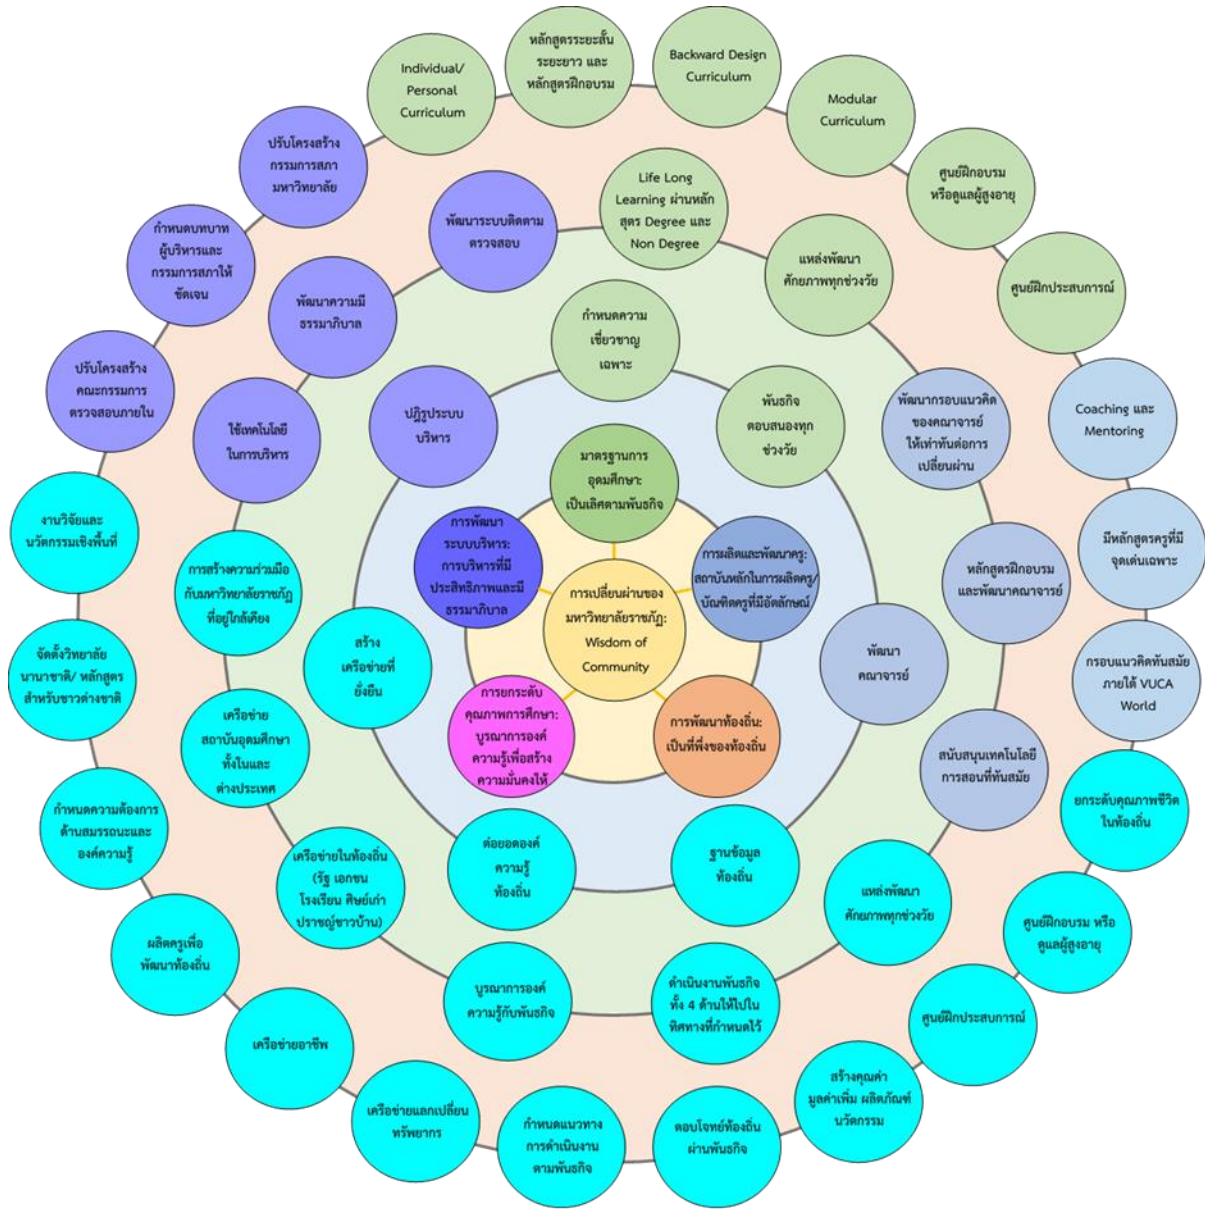 Individual/
Personal
Curriculum
หลักสูตรระยะสั้น
ระยะยาว และ
หลักสูตรฝึกอบรม
Backward Design
Curriculum
Modular
Curriculum
ศูนย์ฝึกอบรม
หรือดูแลผู้สูงอายุ
ศูนย์ฝึกประสบการณ์
Coaching และ
Mentoring
มีหลักสูตรครูที่มี
จุดเด่นเฉพาะ
กรอบแนวคิดทันสมัย
ภายใต้ VUCA
World
ยกระดับคุณภาพชีวิต
ในท้องถิ่น
ศูนย์ฝึกอบรม หรือ
ดูแลผู้สูงอายุ
ศูนย์ฝึกประสบการณ์
สร้างคุณค่า
มูลค่าเพิ่ม ผลิตภัณฑ์
นวัตกรรม
ตอบโจทย์ท้องถิ่น
ผ่านพันธกิจ
กำหนดแนวทาง
การดำเนินงาน
ตามพันธกิจ
เครือข่ายแลกเปลี่ยน
ทรัพยากร
เครือข่ายอาชีพ
ผลิตครูเพื่อ
พัฒนาท้องถิ่น
กำหนดความต้องการ
ด้านสมรรถนะและ
องค์ความรู้
จัดตั้งวิทยาลัย
นานาชาติ/ หลักสูตร
สำหรับชาวต่างชาติ
งานวิจัยและ
นวัตกรรมเชิงพื้นที่
ปรับโครงสร้าง
คณะกรรมการ
ตรวจสอบภายใน
กำหนดบทบาท
ผู้บริหารและ
กรรมการสภาให้
ชัดเจน
ปรับโครงสร้าง
กรรมการสภา
มหาวิทยาลัย
พัฒนาระบบติดตาม
ตรวจสอบ
Life Long
Learning ผ่านหลัก
สูตร Degree และ
Non Degree
แหล่งพัฒนา
ศักยภาพทุกช่วงวัย
พัฒนากรอบแนวคิด
ของคณาจารย์
ให้เท่าทันต่อการ
เปลี่ยนผ่าน
หลักสูตรฝึกอบรม
และพัฒนาคณาจารย์
สนับสนุนเทคโนโลยี
การสอนที่ทันสมัย
แหล่งพัฒนา
ศักยภาพทุกช่วงวัย
ดำเนินงานพันธกิจ
ทั้ง 4 ด้านให้ไปใน
ทิศทางที่กำหนดไว้
บูรณาการองค์
ความรู้กับพันธกิจ
เครือข่ายในท้องถิ่น
(รัฐ เอกชน
โรงเรียน ศิษย์เก่า
ปราชญ์ชาวบ้าน)
เครือข่าย
สถาบันอุดมศึกษา
ทั้งในและ
ต่างประเทศ
การสร้างความร่วมมือ
กับมหาวิทยาลัยราชภัฏ
ที่อยู่ใกล้เคียง
ใช้เทคโนโลยี
ในการบริหาร
พัฒนาความมี
ธรรมาภิบาล
กำหนดความ
เชี่ยวชาญ
เฉพาะ
พันธกิจ
ตอบสนองทุก
ช่วงวัย
พัฒนา
คณาจารย์
ฐานข้อมูล
ท้องถิ่น
ต่อยอดองค์
ความรู้
ท้องถิ่น
สร้าง
เครือข่ายที่
ยั่งยืน
ปฎิรูประบบ
บริหาร
มาตรฐานการ
อุดมศึกษา:
เป็นเลิศตามพันธกิจ
การผลิตและพัฒนาครู:
สถาบันหลักในการผลิตครู/
บัณฑิตครูที่มีอัตลักษณ์
การพัฒนาท้องถิ่น:
เป็นที่พึ่งของท้องถิ่น
การยกระดับ
คุณภาพการศึกษา:
บูรณาการองค์
ความรู้เพื่อสร้าง
ความมั่นคงให้
การพัฒนา
ระบบบริหาร:
การบริหารที่มี
ประสิทธิภาพและมี
ธรรมาภิบาล
การเปลี่ยนผ่านของ
มหาวิทยาลัยราชภัฏ:
Wisdom of
Community